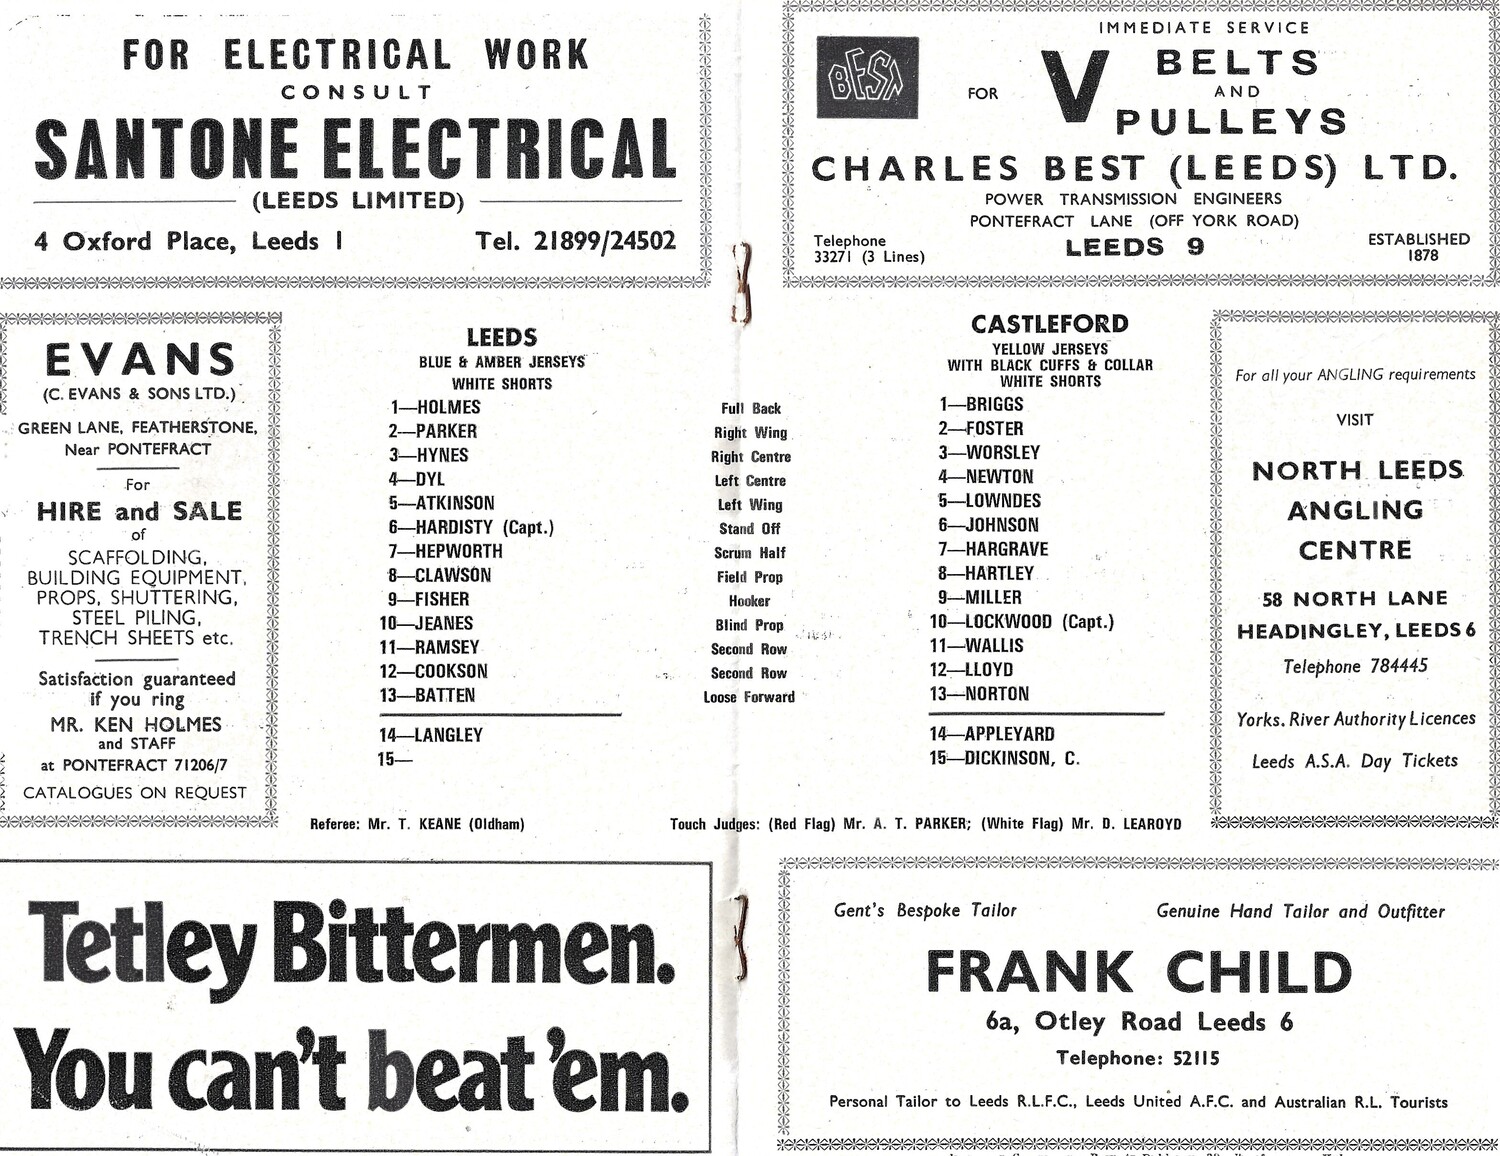 FOR ELECTRICAL WORK
CONSULT
SANTONE ELECTRICAL
(LEEDS LIMITED)
4 Oxford Place, Leeds 1 Tel. 21899/24502
IMMEDIATE SERVICE
BESA
FOR V BELTS
AND
PULLEYS
CHARLES BEST (LEEDS) LTD.
POWER TRANSMISSION ENGINEERS
PONTEFRACT LANE (OFF YORK ROAD)
Telephone
33271 (3 Lines)
LEEDS 9
ESTABLISHED
1878
EVANS
(C. EVANS & SONS LTD.)
GREEN LANE, FEATHERSTONE,
Near PONTEFRACT
For
HIRE and SALE
of
SCAFFOLDING,
BUILDING EQUIPMENT,
PROPS, SHUTTERING,
STEEL PILING,
TRENCH SHEETS etc.
Satisfaction guaranteed
if you ring
MR. KEN HOLMES
and STAFF
at PONTEFRACT 71206/7
CATALOGUES ON REQUEST
LEEDS
BLUE & AMBER JERSEYS
WHITE SHORTS
1—HOLMES
2—PARKER
3—HYNES
4—DYL
5—ATKINSON
6—HARDISTY (Capt.)
7—HEPWORTH
8—CLAWSON
9—FISHER
10—JEANES
11—RAMSEY
12—COOKSON
13—BATTEN
14—LANGLEY
15—
Full Back
Right Wing
Right Centre
Left Centre
Left Wing
Stand Off
Scrum Half
Field Prop
Hooker
Blind Prop
Second Row
Second Row
Loose Forward
CASTLEFORD
YELLOW JERSEYS
WITH BLACK CUFFS & COLLAR
WHITE SHORTS
1—BRIGGS
2—FOSTER
3—WORSLEY
4—NEWTON
5—LOWNDES
6—JOHNSON
7—HARGRAVE
8—HARTLEY
9—MILLER
10—LOCKWOOD (Capt.)
11—WALLIS
12—LLOYD
13—NORTON
14—APPLEYARD
15—DICKINSON, C.
Referee: Mr. T. KEANE (Oldham) Touch Judges: (Red Flag) Mr. A. T. PARKER; (White Flag) Mr. D. LEAROYD
For all your ANGLING requirements
VISIT
NORTH LEEDS
ANGLING
CENTRE
58 NORTH LANE
HEADINGLEY, LEEDS 6
Telephone 784445
Yorks. River Authority Licences
Leeds A.S.A. Day Tickets
Tetley Bittermen.
You can't beat 'em.
Gent's Bespoke Tailor Genuine Hand Tailor and Outfitter
FRANK CHILD
6a, Otley Road Leeds 6
Telephone: 52115
Personal Tailor to Leeds R.L.F.C., Leeds United A.F.C. and Australian R.L. Tourists